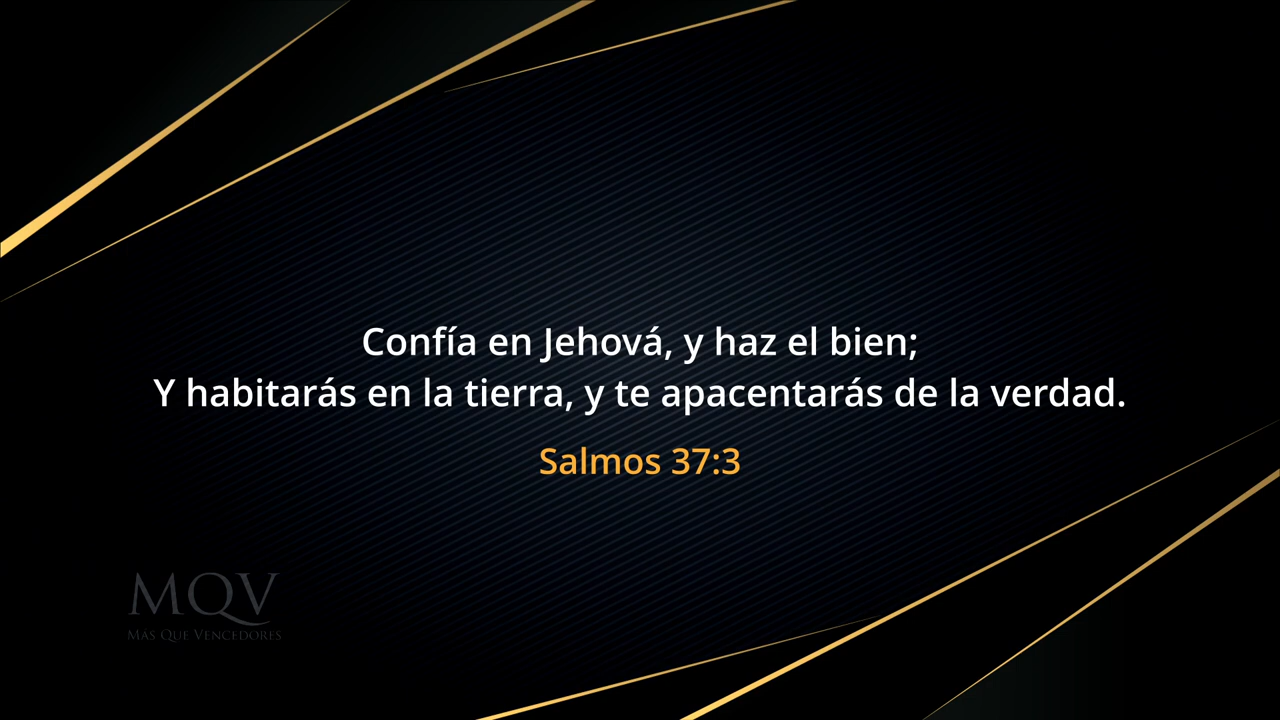 Confía en Jehová, y haz el bien;
Y habitarás en la tierra, y te apacentarás de la verdad.
Salmos 37:3
MQV
Más Que Vencedores